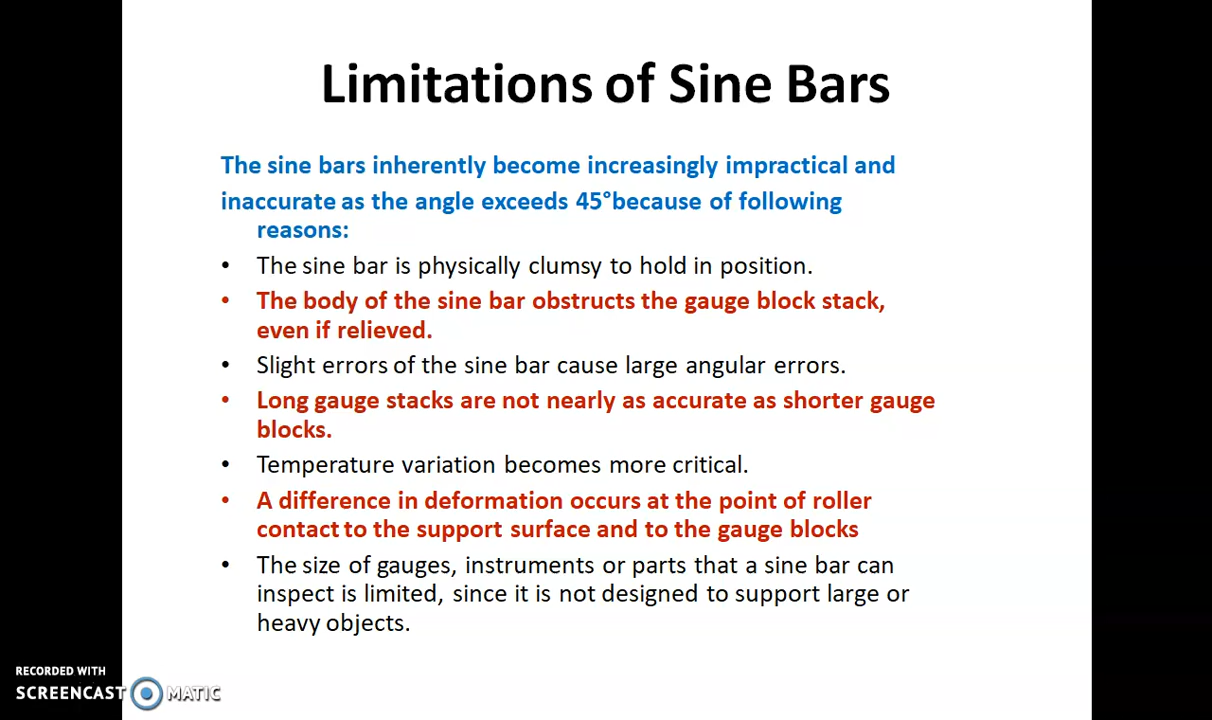 Limitations of Sine Bars
The sine bars inherently become increasingly impractical and
inaccurate as the angle exceeds 45°because of following
reasons:
• The sine bar is physically clumsy to hold in position.
• The body of the sine bar obstructs the gauge block stack,
even if relieved.
• Slight errors of the sine bar cause large angular errors.
• Long gauge stacks are not nearly as accurate as shorter gauge
blocks.
• Temperature variation becomes more critical.
• A difference in deformation occurs at the point of roller
contact to the support surface and to the gauge blocks
• The size of gauges, instruments or parts that a sine bar can
inspect is limited, since it is not designed to support large or
heavy objects.
RECORDED WITH
SCREENCAST MATIC